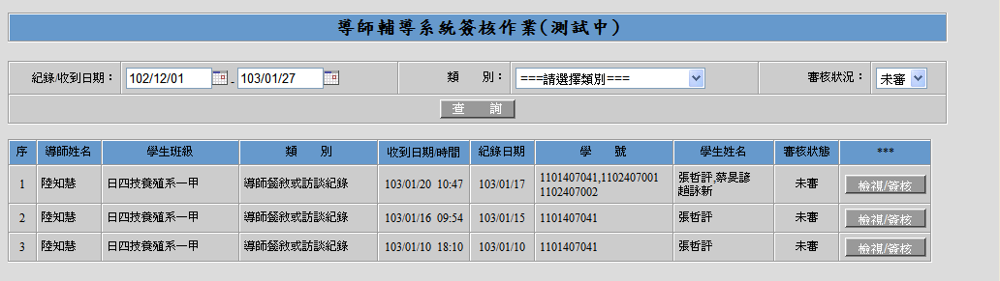 導師輔導系統簽核作業(測試中)
紀錄/收到日期： 102/12/01 - 103/01/27 類 別： ===請選擇類別=== 審核狀況： 未審
查 詢
序 導師姓名 學生班級 類 別 收到日期/時間 紀錄日期 學 號 學生姓名 審核狀態 ***
1 陸知慧 日四技養殖系一甲 導師餐敘或訪談紀錄 103/01/20 10:47 103/01/17 1101407041,1102407001 張哲評,蔡旻諺 未審 檢視/簽核
1102407002 趙詠新
2 陸知慧 日四技養殖系一甲 導師餐敘或訪談紀錄 103/01/16 09:54 103/01/15 1101407041 張哲評 未審 檢視/簽核
3 陸知慧 日四技養殖系一甲 導師餐敘或訪談紀錄 103/01/10 18:10 103/01/10 1101407041 張哲評 未審 檢視/簽核